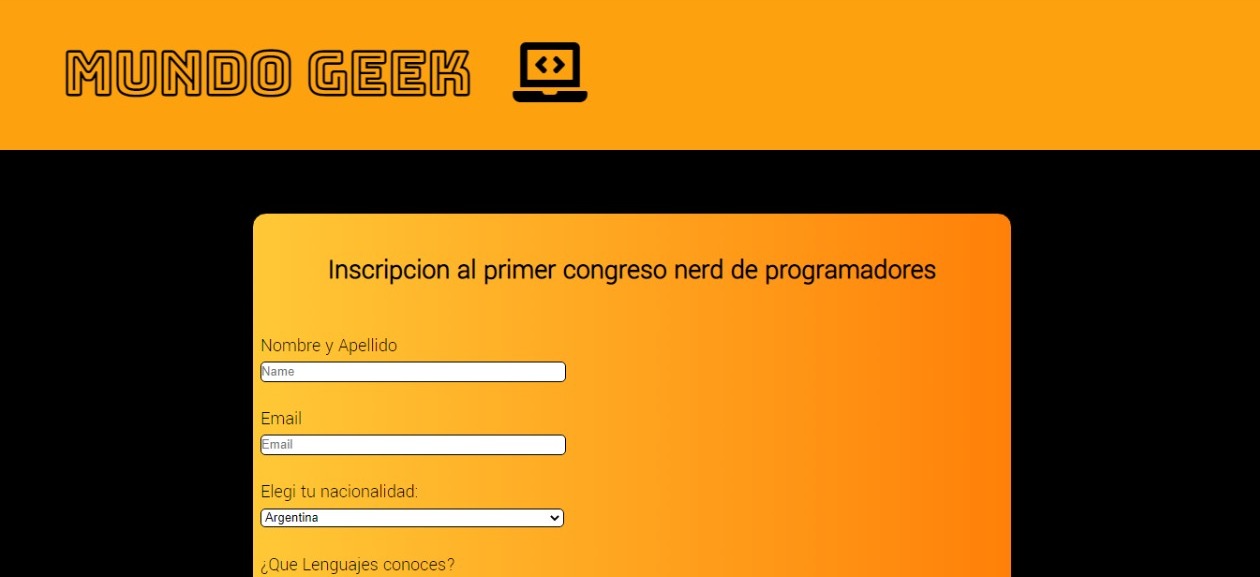 MUNDO GEEK
Inscripcion al primer congreso nerd de programadores
Nombre y Apellido
Name
Email
Email
Elegi tu nacionalidad:
Argentina
¿Que Lenguajes conoces?